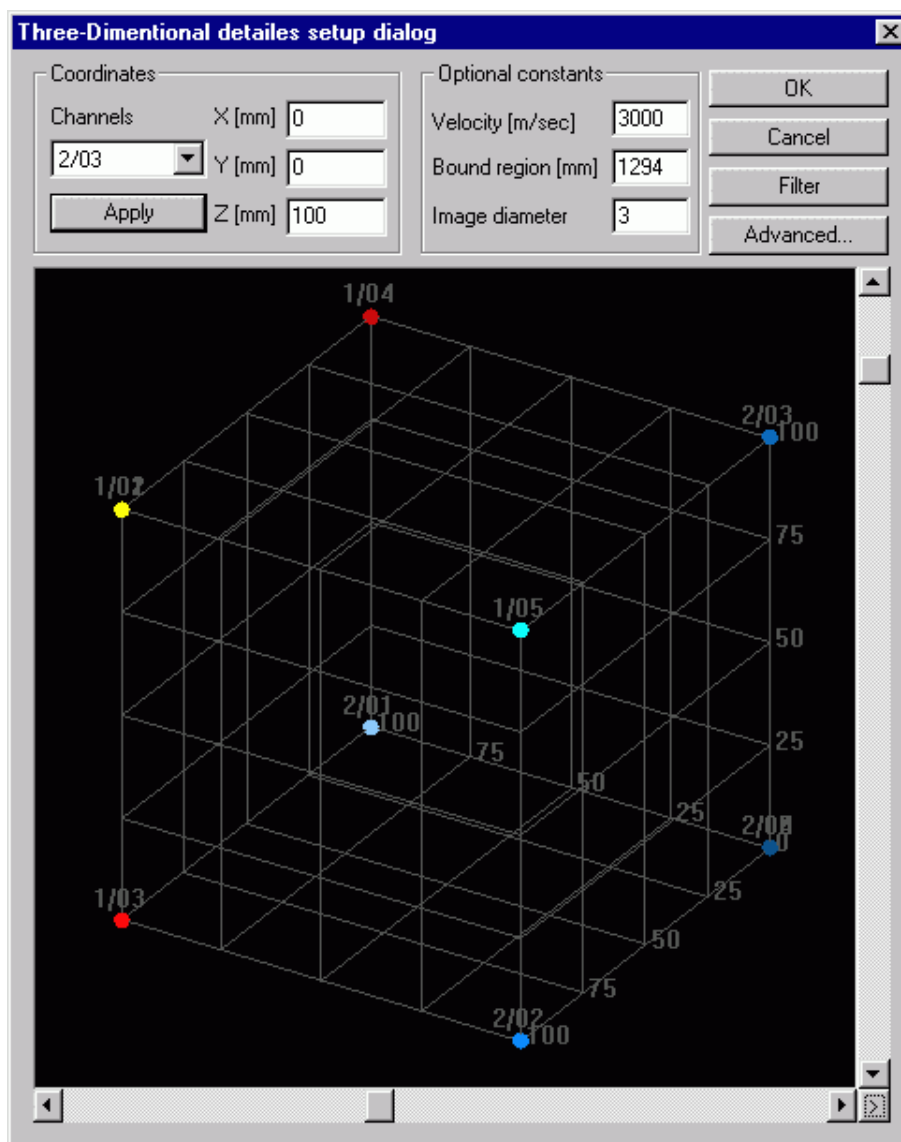 Three-Dimentional detailes setup dialog
Coordinates
Channels
2/03
Apply
X [mm] 0
Y [mm] 0
Z [mm] 100
Optional constants
Velocity [m/sec] 3000
Bound region [mm] 1294
Image diameter 3
OK
Cancel
Filter
Advanced...
1/04
2/03
100
75
1/05
50
2/01
100
75
25
50
25
0
1/03
25
50
75
2/02
100